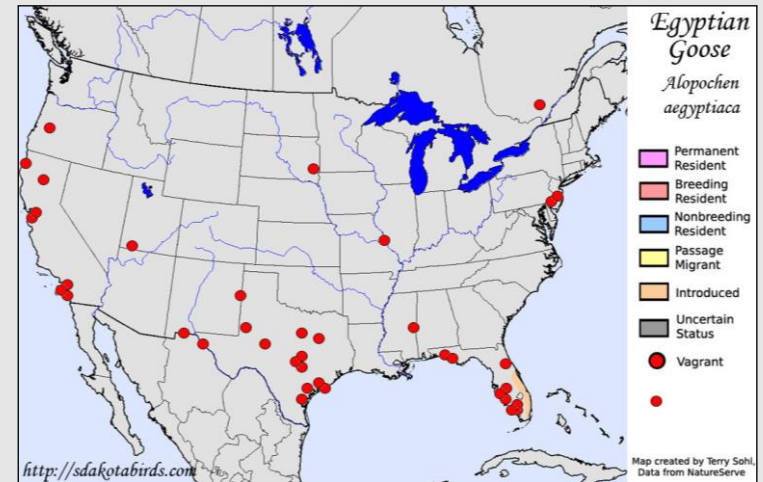 Egyptian
Goose
Alopochen
aegyptiaca
Permanent
Resident
Breeding
Resident
Nonbreeding
Resident
Passage
Migrant
Introduced
Uncertain
Status
Vagrant
Map created by Terry Sohl,
Data from NatureServe
http://sdakotabirds.com